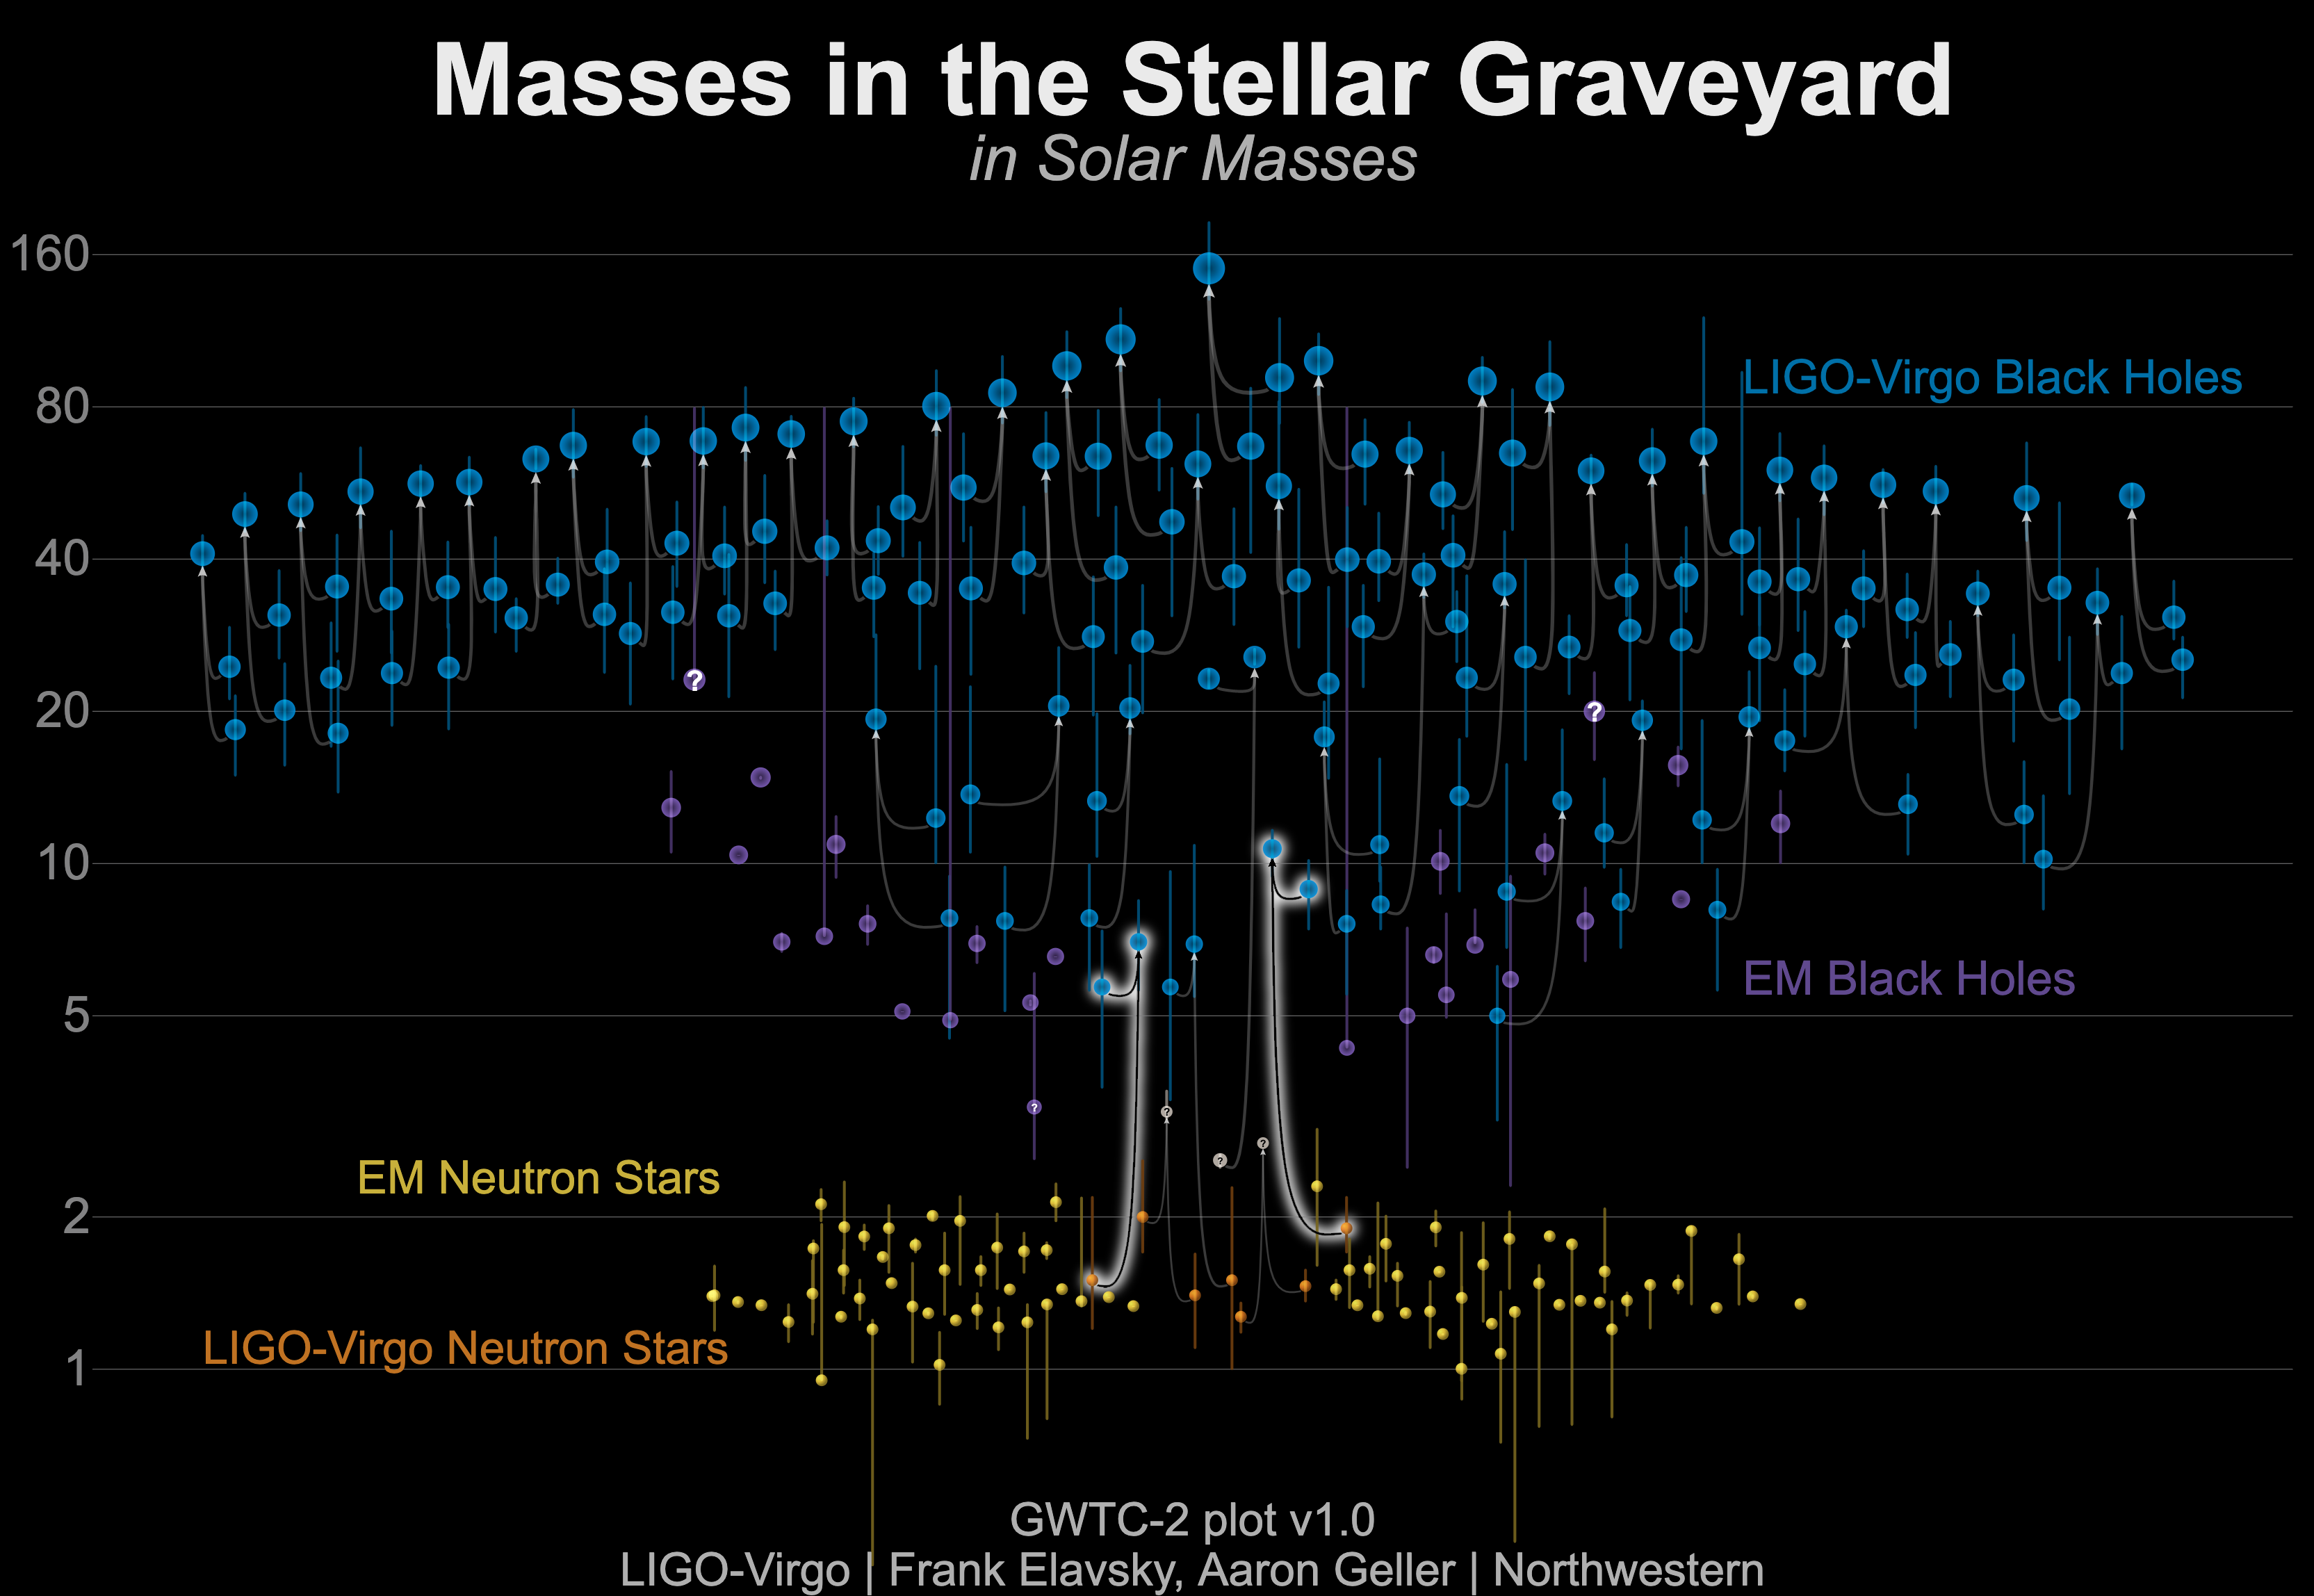 Masses in the Stellar Graveyard
in Solar Masses
160
LIGO-Virgo Black Holes
80
40
?
20
?
10
EM Black Holes
5
?
?
?
?
EM Neutron Stars
2
LIGO-Virgo Neutron Stars
1
GWTC-2 plot v1.0
LIGO-Virgo | Frank Elavsky, Aaron Geller | Northwestern